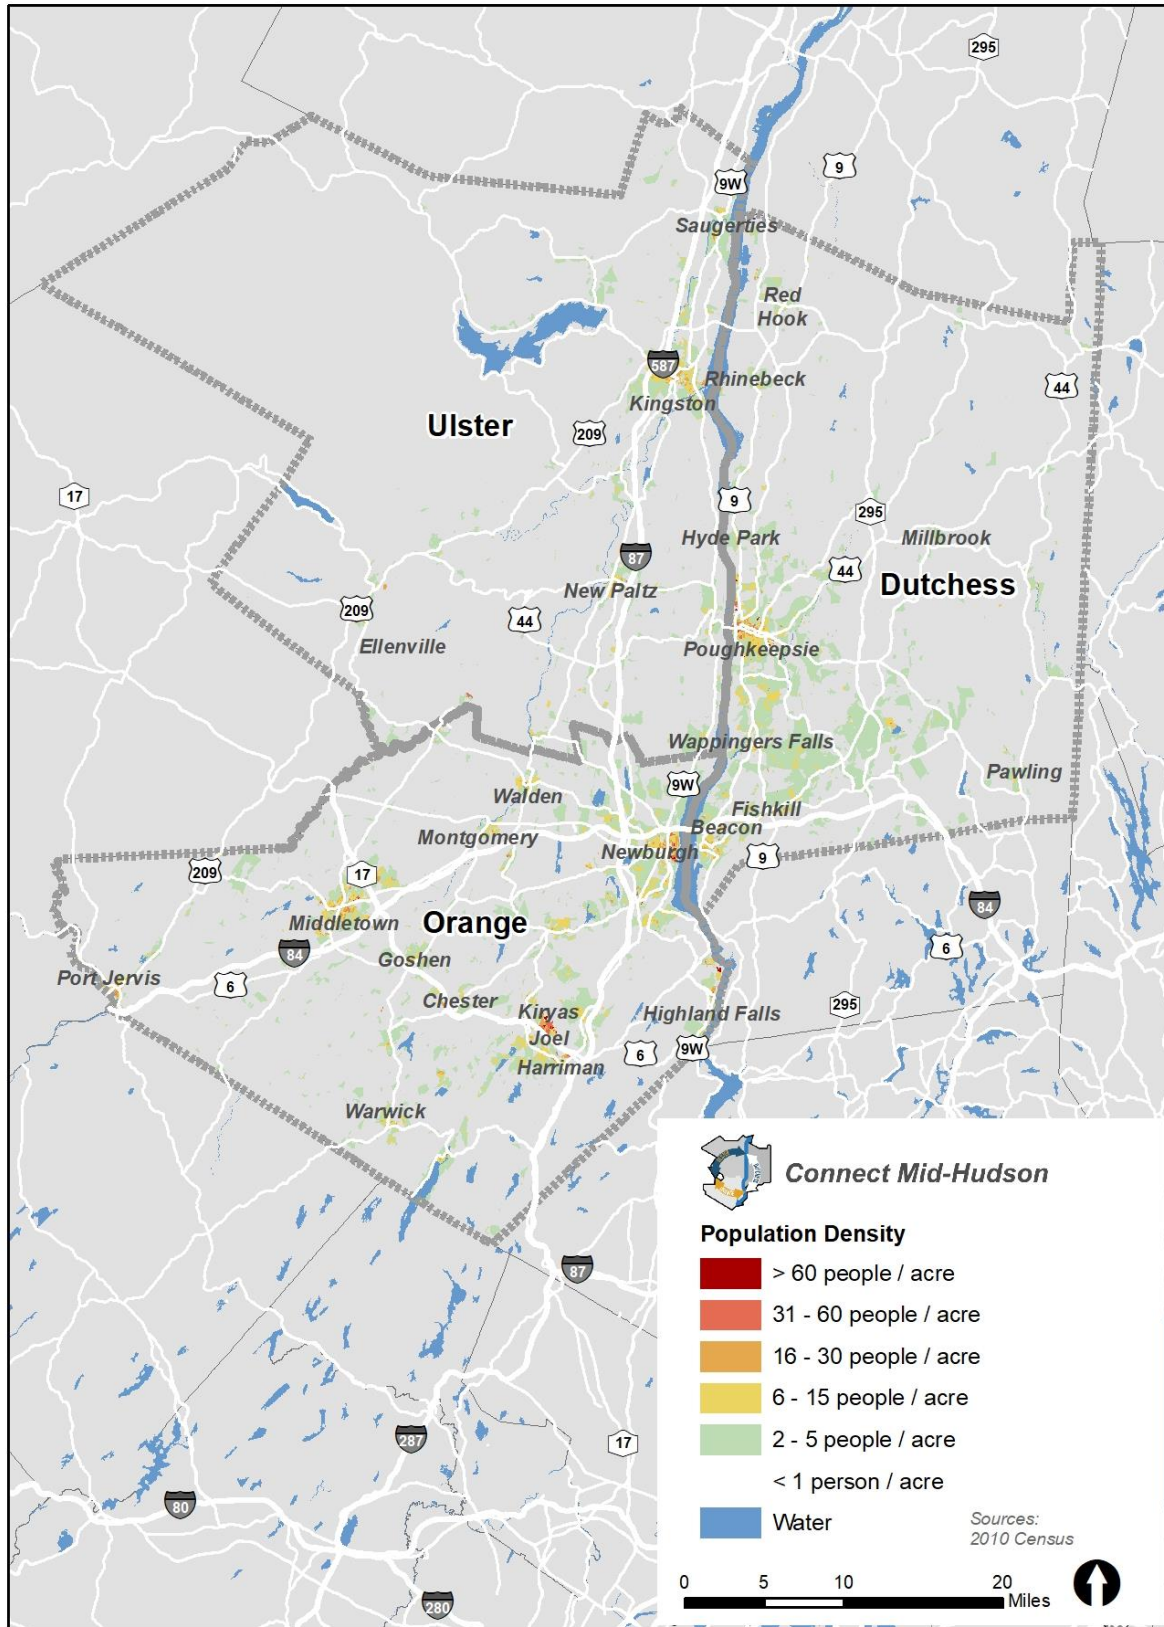 295
9
9W
Saugerties
Red
Hook
587
Rhinebeck
Kingston
44
Ulster
209
17
9
295
Hyde Park
Millbrook
87
44
New Paltz
Dutchess
209
44
Ellenville
Poughkeepsie
Wappingers Falls
Pawling
9W
Walden
Fishkill
Beacon
Montgomery
Newburgh
9
209
17
84
Middletown
Orange
84
6
Goshen
Port Jervis
6
Chester
295
Kiryas
Joel
Highland Falls
6
9W
Harriman
Warwick
Connect Mid-Hudson
Population Density
> 60 people / acre
31 - 60 people / acre
16 - 30 people / acre
6 - 15 people / acre
2 - 5 people / acre
< 1 person / acre
Water
Sources:
2010 Census
0 5 10 20
Miles
87
287
17
80
280